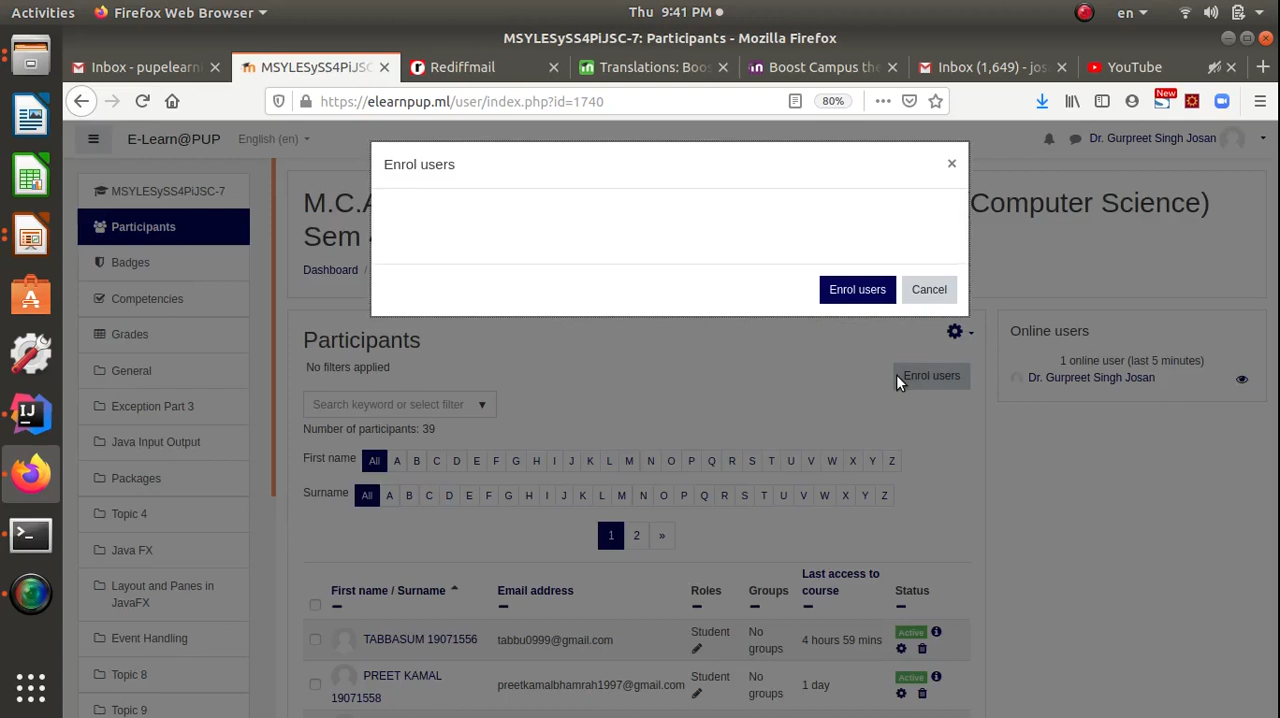 Activities
Firefox Web Browser
Thu 9:41 PM
en
MSYLESySS4PiJSC-7: Participants - Mozilla Firefox
Inbox - pupelearn
MSYLESySS4PiJSC
Rediffmail
Translations: Boos
Boost Campus the
Inbox (1,649) - jos
YouTube
https://elearnpup.ml/user/index.php?id=1740
80%
New
E-Learn@PUP
English (en)
Dr. Gurpreet Singh Josan
Enrol users
×
Enrol users
Cancel
MSYLESySS4PiJSC-7
Participants
Badges
Competencies
Grades
General
Exception Part 3
Java Input Output
Packages
Topic 4
Java FX
Layout and Panes in
JavaFX
Event Handling
Topic 8
Topic 9
M.C.A
Computer Science)
Sem
Dashboard /
Participants
No filters applied
Enrol users
Search keyword or select filter
Number of participants: 39
First name All A B C D E F G H I J K L M N O P Q R S T U V W X Y Z
Surname All A B C D E F G H I J K L M N O P Q R S T U V W X Y Z
1 2 »
First name / Surname
Email address
Roles
Groups
Last access to
course
Status
TABBASUM 19071556
tabbu0999@gmail.com
Student
No
groups
4 hours 59 mins
Active
PREET KAMAL
19071558
preetkamalbhamrah1997@gmail.com
Student
No
groups
1 day
Active
Online users
1 online user (last 5 minutes)
Dr. Gurpreet Singh Josan